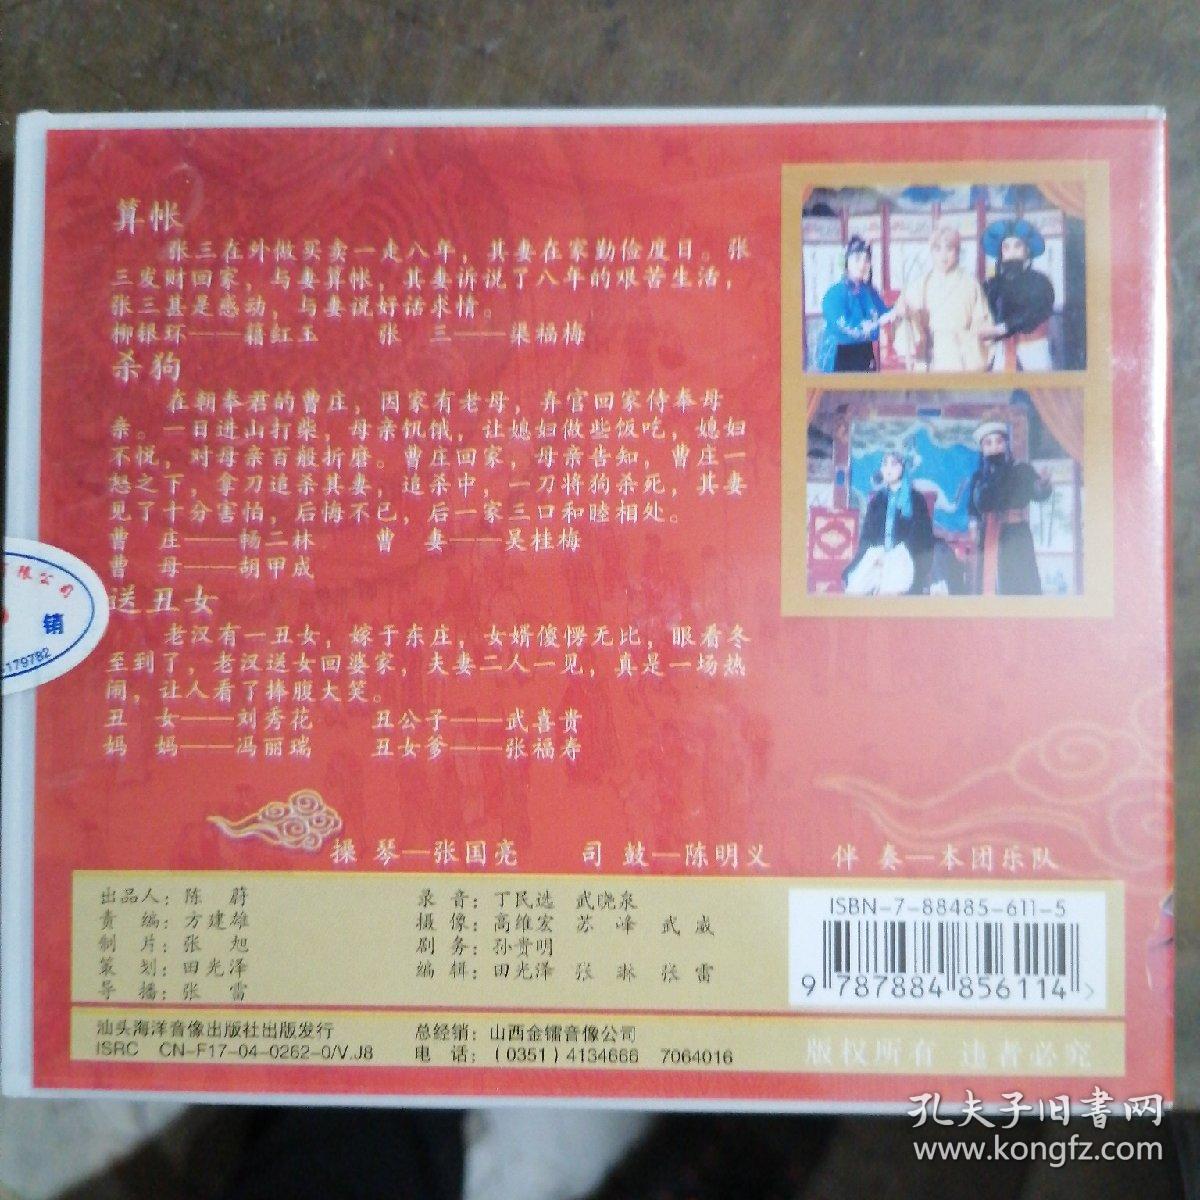 算帐
张三在外做买卖一走八年，其妻在家勤俭度日。张
三发财回家，与妻算帐，其妻诉说了八年的艰苦生活，
张三甚是感动，与妻说好话求情。
柳银环——籍红玉 张 三——渠福梅
杀狗
在朝奉君的曹庄，因家有老母，弃官回家侍奉母
亲。一日进山打柴，母亲饥饿，让媳妇做些饭吃，媳妇
不悦，对母亲百般折磨。曹庄回家，母亲告知，曹庄一
怒之下，拿刀追杀其妻，追杀中，一刀将狗杀死，其妻
见了十分害怕，后悔不已，后一家三口和睦相处。
曹 庄——畅二林 曹 妻——吴桂梅
曹 母——胡甲成
送丑女
老汉有一丑女，嫁于东庄，女婿傻愣无比，眼看冬
至到了，老汉送女回婆家，夫妻二人一见，真是一场热
闹，让人看了捧腹大笑。
丑 女——刘秀花 丑公子——武喜贵
妈 妈——冯丽瑞 丑女爹——张福寿
限公司
销
179782
操 琴—张国亮 司 鼓—陈明义 伴 奏—本团乐队
出品人：陈 蔚 录 音：丁民选 武晓泉
责 编：方建雄 摄 像：高维宏 苏 峰 武 威
制 片：张 旭 剧 务：孙贵明
策 划：田光泽 编 辑：田光泽 张 琳 张 雷
导 播：张 雷
ISBN-7-88485-611-5
9 787884 856114 >
汕头海洋音像出版社出版发行 总经销：山西金镭音像公司
ISRC CN-F17-04-0262-0/V.J8 电 话：(0351) 4134666 7064016
版权所有 违者必究
孔夫子旧书网
www.kongfz.com